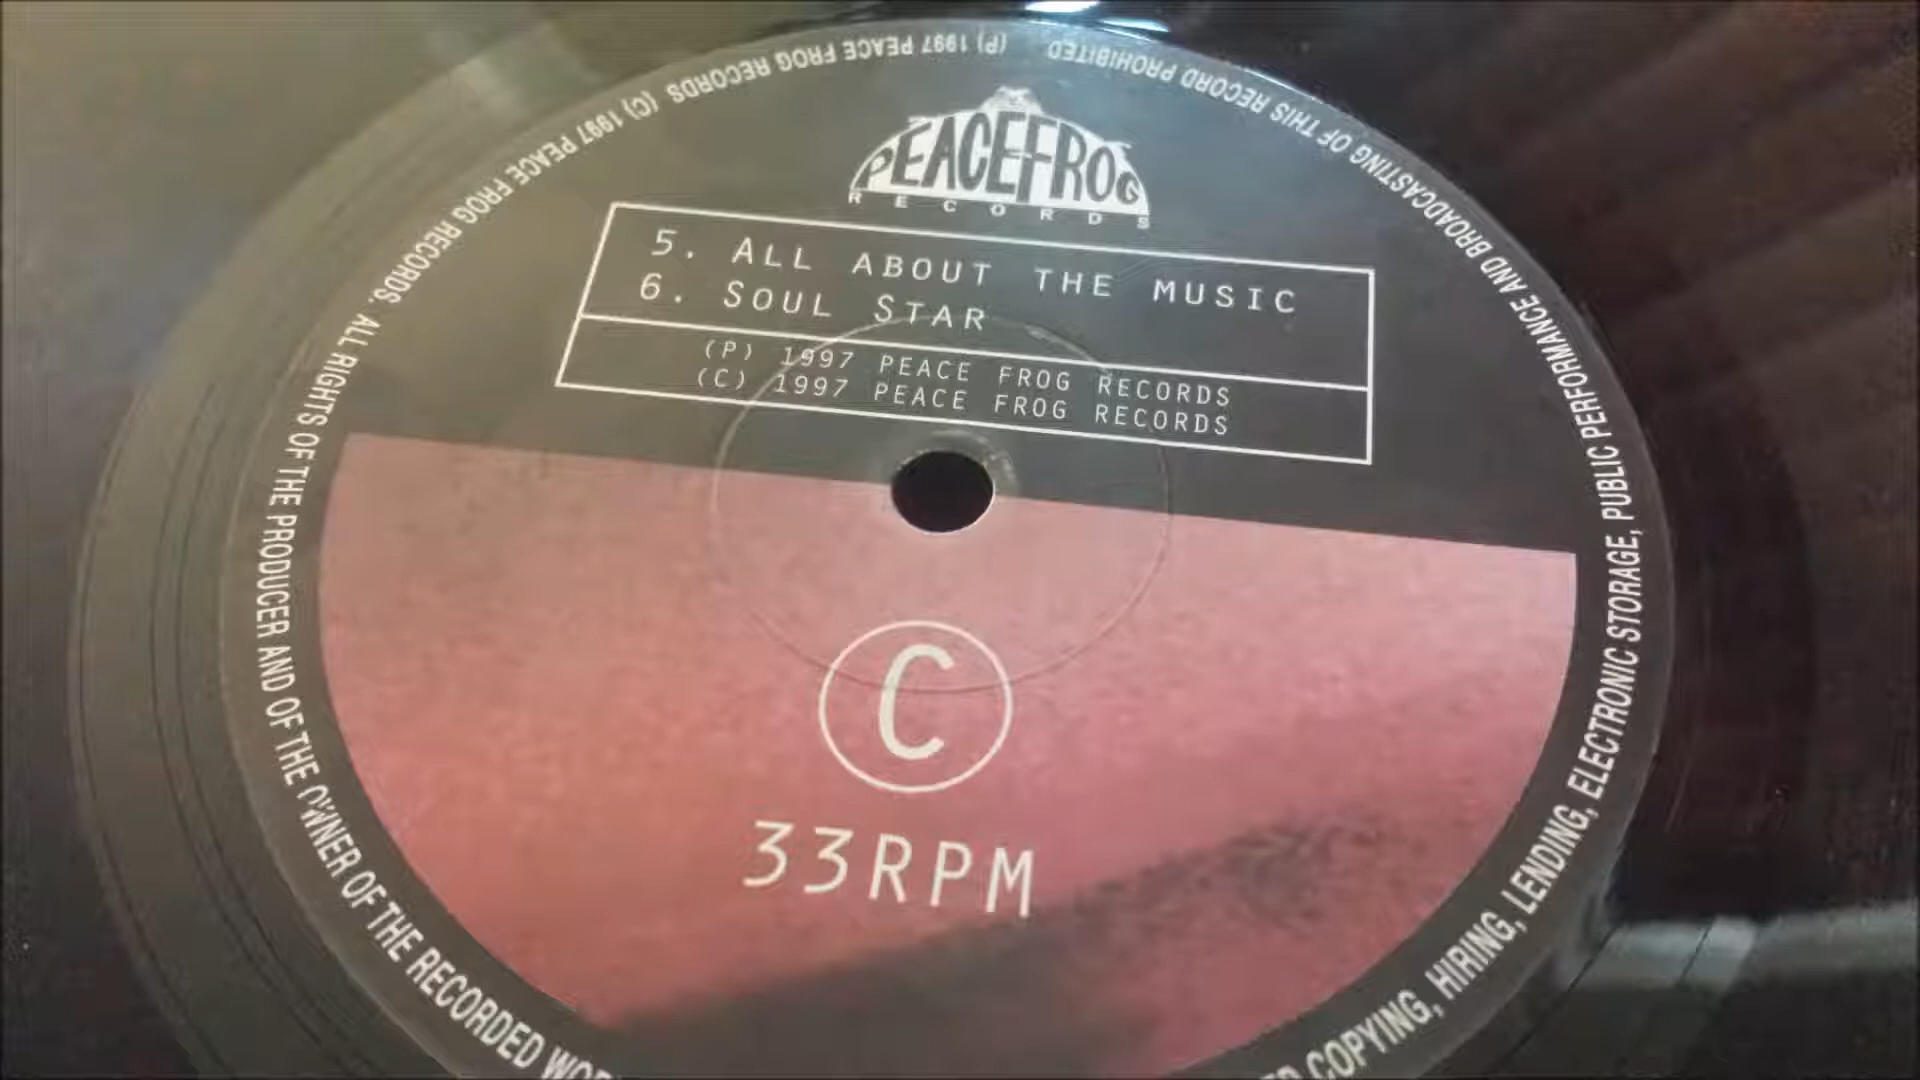 PEACEFROG
RECORDS
5. ALL ABOUT THE MUSIC
6. SOUL STAR
(P) 1997 PEACE FROG RECORDS
(C) 1997 PEACE FROG RECORDS
C
33RPM
(P) 1997 PEACE FROG RECORDS (C) 1997 PEACE FROG RECORDS. ALL RIGHTS OF THE PRODUCER AND OF THE OWNER OF THE RECORDED
COPYING, HIRING, LENDING, ELECTRONIC STORAGE, PUBLIC PERFORMANCE AND BROADCASTING OF THIS RECORD PROHIBITED